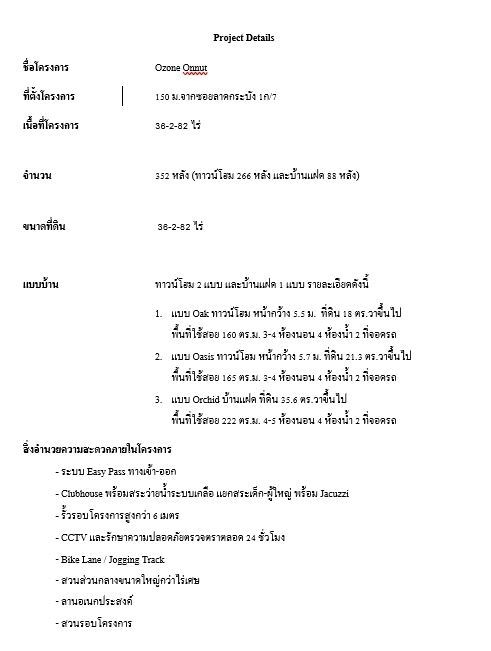 Project Details
ชื่อโครงการ Ozone Onnut
ที่ตั้งโครงการ 150 ม.จากซอยลาดกระบัง 1ก/7
เนื้อที่โครงการ 36-2-82 ไร่
จำนวน 352 หลัง (ทาวน์โฮม 266 หลัง และบ้านแฝด 88 หลัง)
ขนาดที่ดิน 36-2-82 ไร่
แบบบ้าน ทาวน์โฮม 2 แบบ และบ้านแฝด 1 แบบ รายละเอียดดังนี้
1. แบบ Oak ทาวน์โฮม หน้ากว้าง 5.5 ม. ที่ดิน 18 ตร.วาขึ้นไป
พื้นที่ใช้สอย 160 ตร.ม. 3-4 ห้องนอน 4 ห้องน้ำ 2 ที่จอดรถ
2. แบบ Oasis ทาวน์โฮม หน้ากว้าง 5.7 ม. ที่ดิน 21.3 ตร.วาขึ้นไป
พื้นที่ใช้สอย 165 ตร.ม. 3-4 ห้องนอน 4 ห้องน้ำ 2 ที่จอดรถ
3. แบบ Orchid บ้านแฝด ที่ดิน 35.6 ตร.วาขึ้นไป
พื้นที่ใช้สอย 222 ตร.ม. 4-5 ห้องนอน 4 ห้องน้ำ 2 ที่จอดรถ
สิ่งอำนวยความสะดวกภายในโครงการ
- ระบบ Easy Pass ทางเข้า-ออก
- Clubhouse พร้อมสระว่ายน้ำระบบเกลือ แยกสระเด็ก-ผู้ใหญ่ พร้อม Jacuzzi
- รั้วรอบโครงการสูงกว่า 6 เมตร
- CCTV และรักษาความปลอดภัยตรวจตราตลอด 24 ชั่วโมง
- Bike Lane / Jogging Track
- สวนส่วนกลางขนาดใหญ่กว่าไร่เศษ
- ลานอเนกประสงค์
- สวนรอบโครงการ